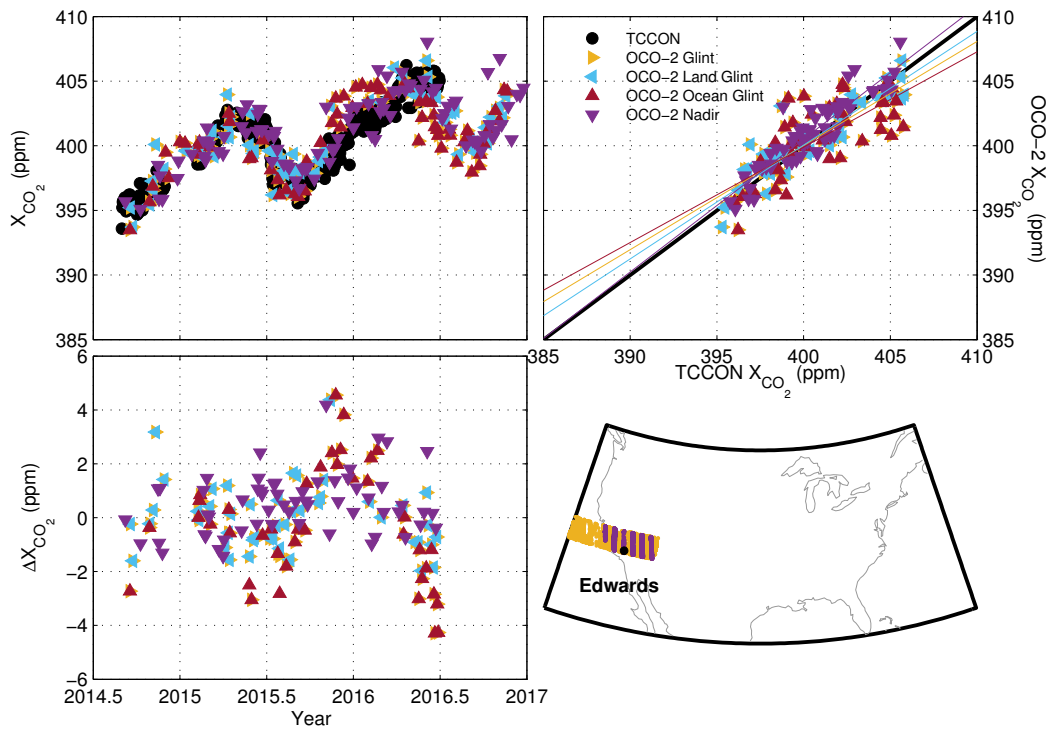 410
405
400
395
390
385
X_CO2 (ppm)
TCCON
OCO−2 Glint
OCO−2 Land Glint
OCO−2 Ocean Glint
OCO−2 Nadir
410
405
400
395
390
385
OCO−2 X_CO2 (ppm)
385
390
395
400
405
410
TCCON X_CO2 (ppm)
6
4
2
0
−2
−4
−6
ΔX_CO2 (ppm)
2014.5
2015
2015.5
2016
2016.5
2017
Year
Edwards